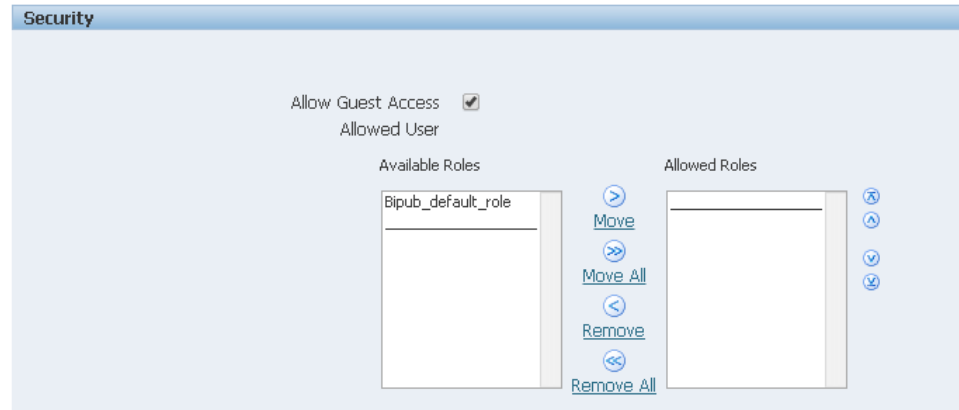 Security
Allow Guest Access
Allowed User
Available Roles
Allowed Roles
Bipub_default_role
Move
Move All
Remove
Remove All